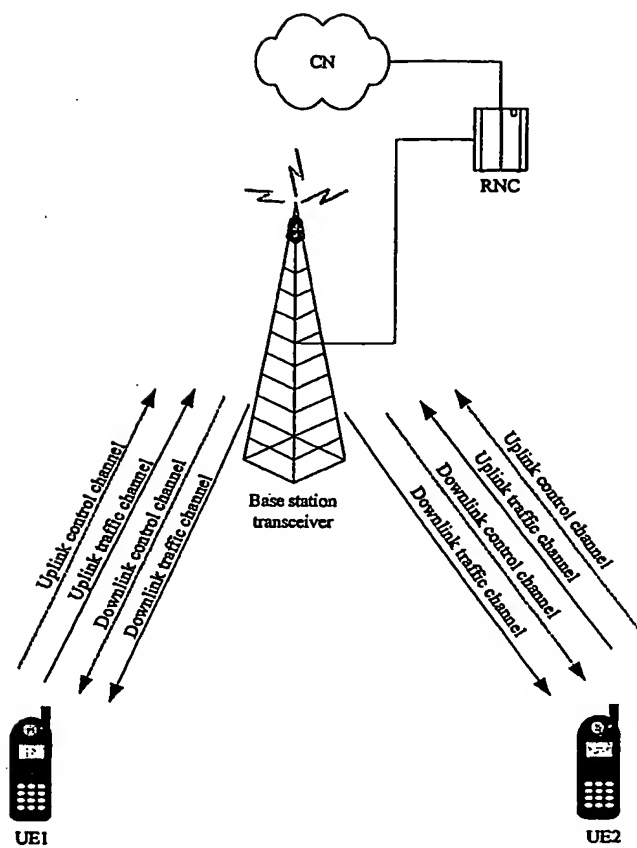 CN
RNC
Base station
transceiver
Uplink control channel
Uplink traffic channel
Downlink control channel
Downlink traffic channel
Uplink control channel
Uplink traffic channel
Downlink control channel
Downlink traffic channel
UE1
UE2